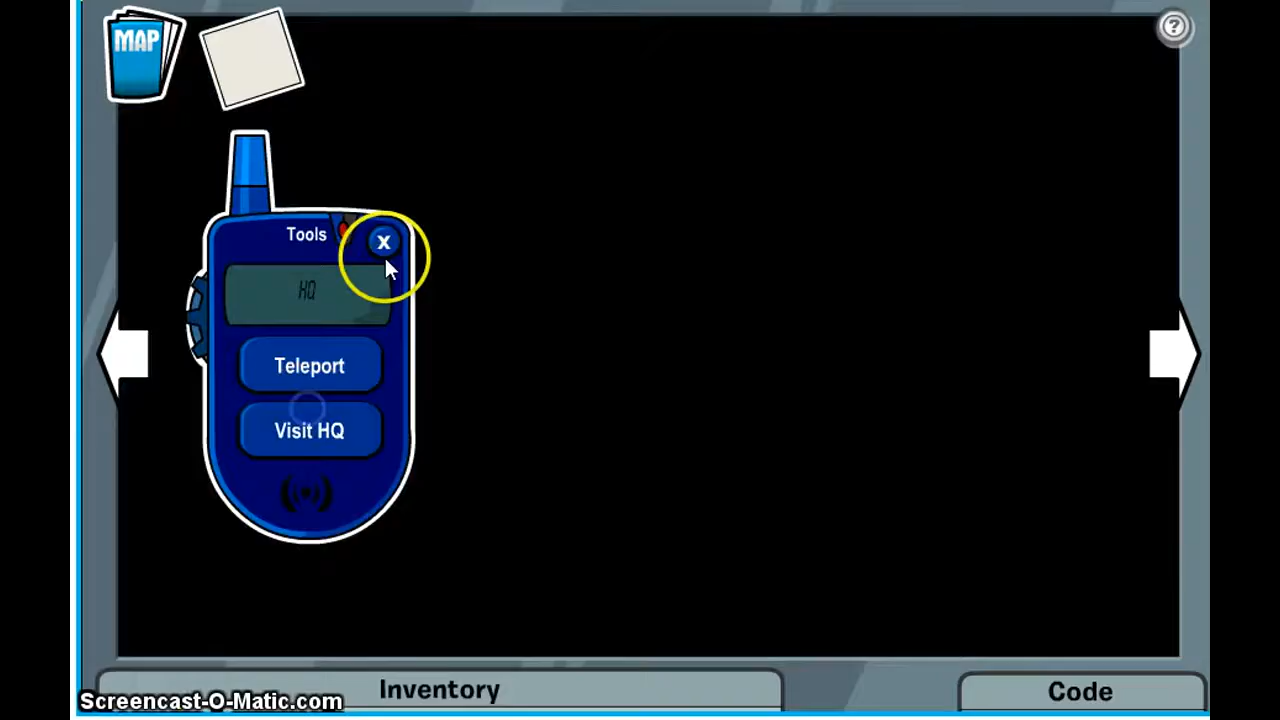 MAP
?
Tools
X
HQ
Teleport
Visit HQ
Inventory
Code
Screencast-O-Matic.com